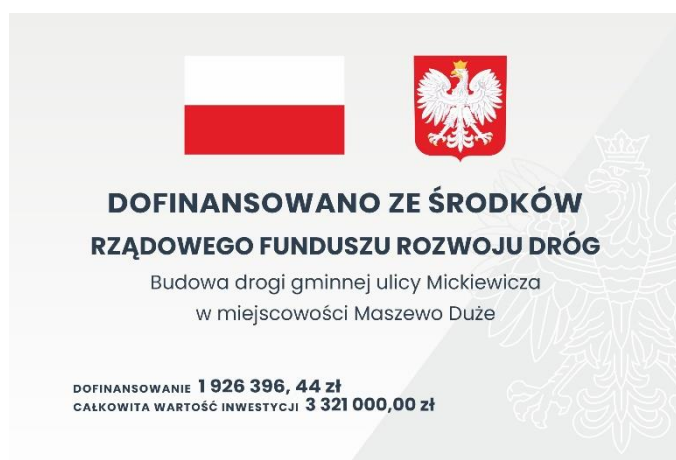 DOFINANSOWANO ZE ŚRODKÓW
RZĄDOWEGO FUNDUSZU ROZWOJU DRÓG
Budowa drogi gminnej ulicy Mickiewicza
w miejscowości Maszewo Duże
DOFINANSOWANIE 1 926 396, 44 zł
CAŁKOWITA WARTOŚĆ INWESTYCJI 3 321 000,00 zł